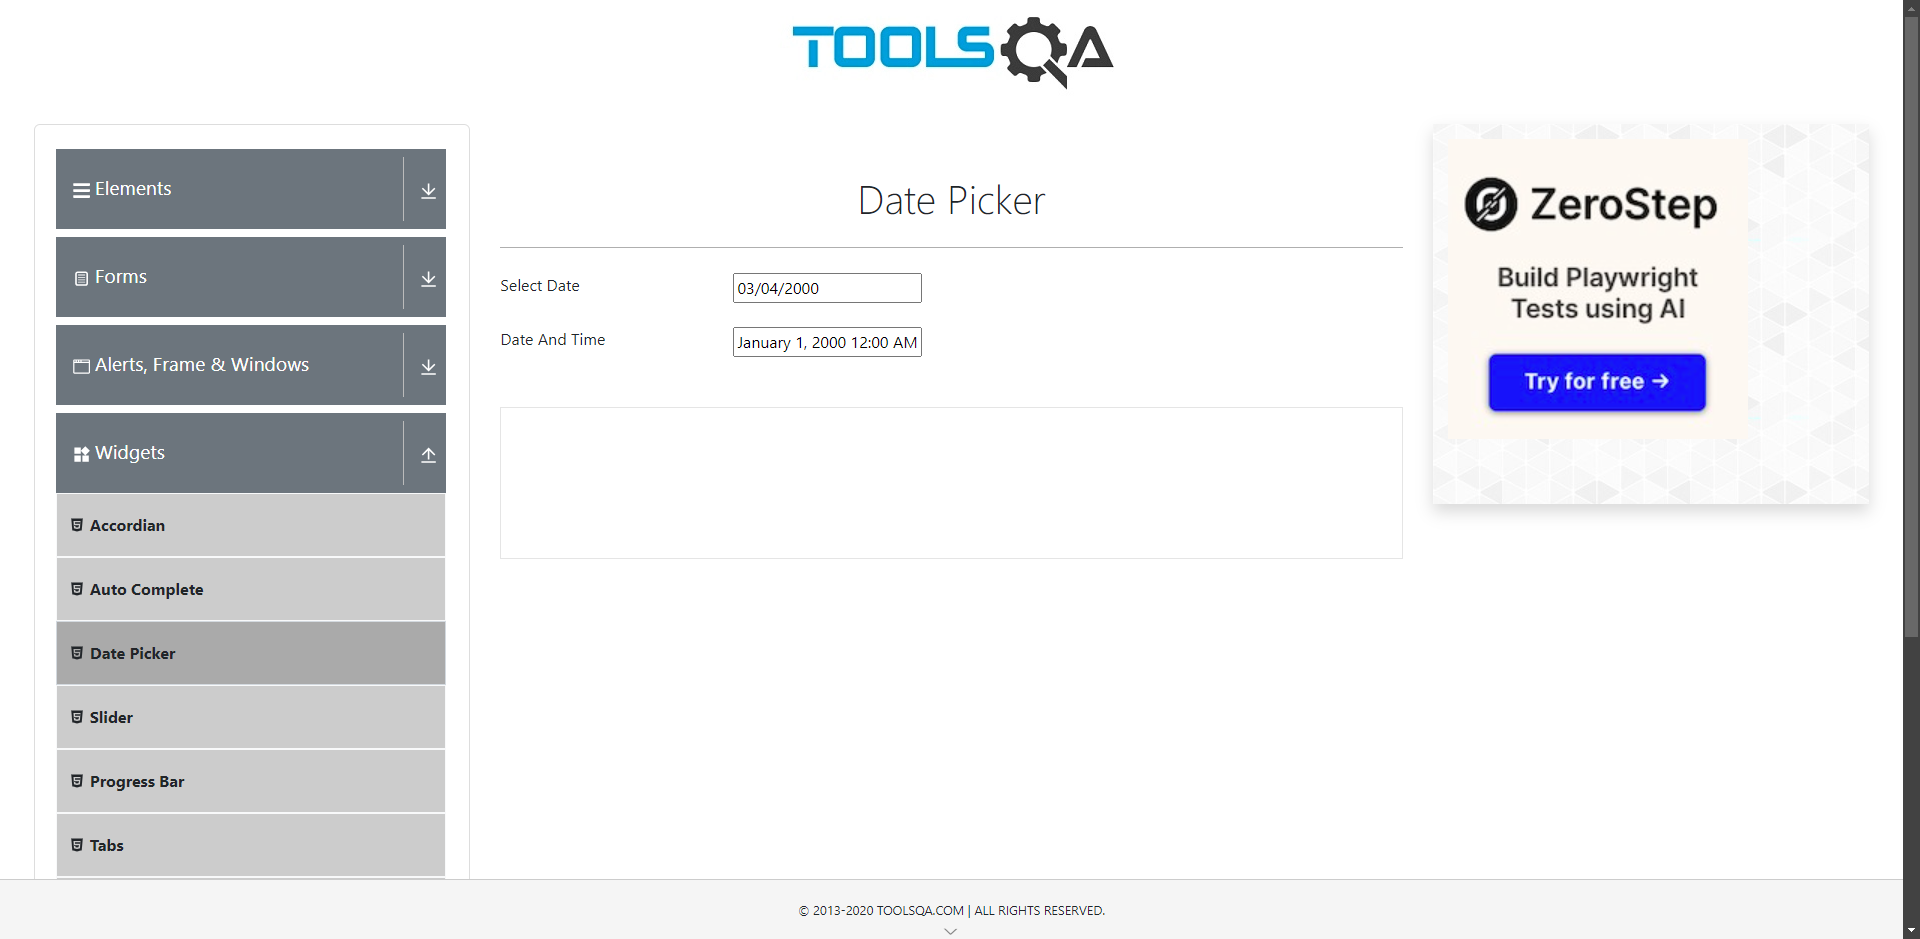 TOOLSQA
Elements
Forms
Alerts, Frame & Windows
Widgets
Accordian
Auto Complete
Date Picker
Slider
Progress Bar
Tabs
Date Picker
Select Date
03/04/2000
Date And Time
January 1, 2000 12:00 AM
ZeroStep
Build Playwright
Tests using AI
Try for free →
© 2013-2020 TOOLSQA.COM | ALL RIGHTS RESERVED.